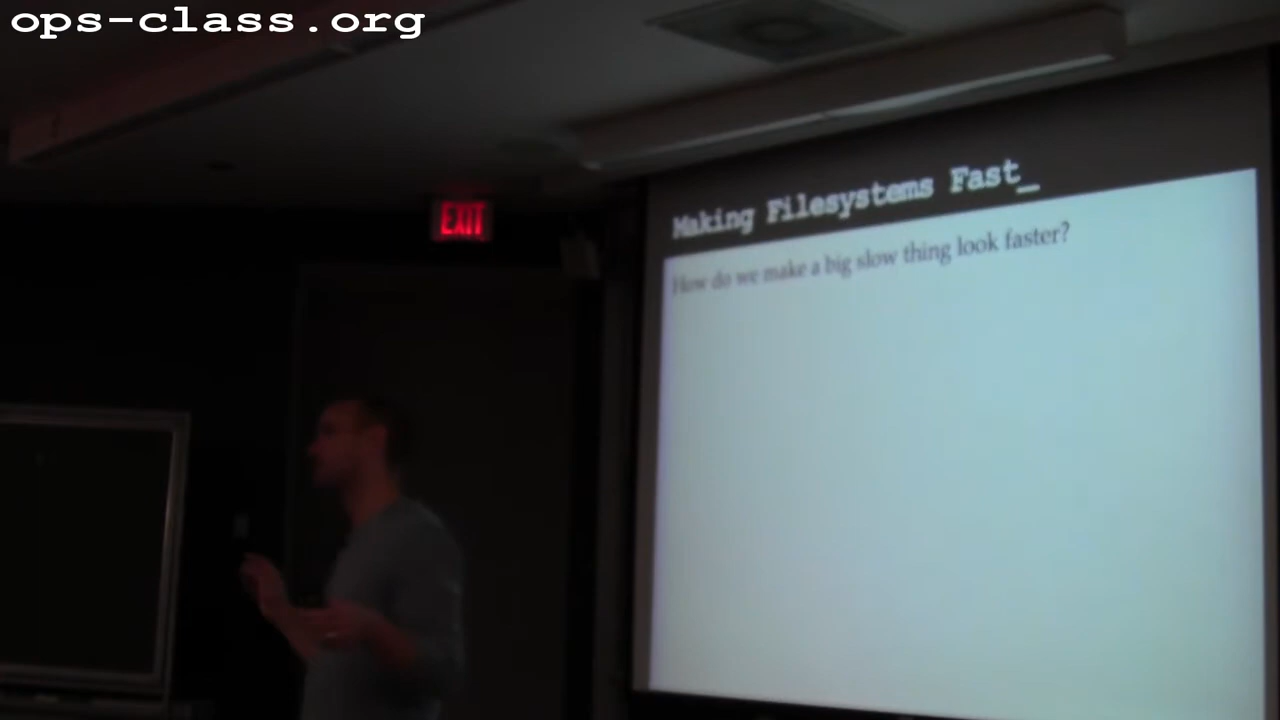 ops-class.org
EXIT
Making Filesystems Fast_
How do we make a big slow thing look faster?